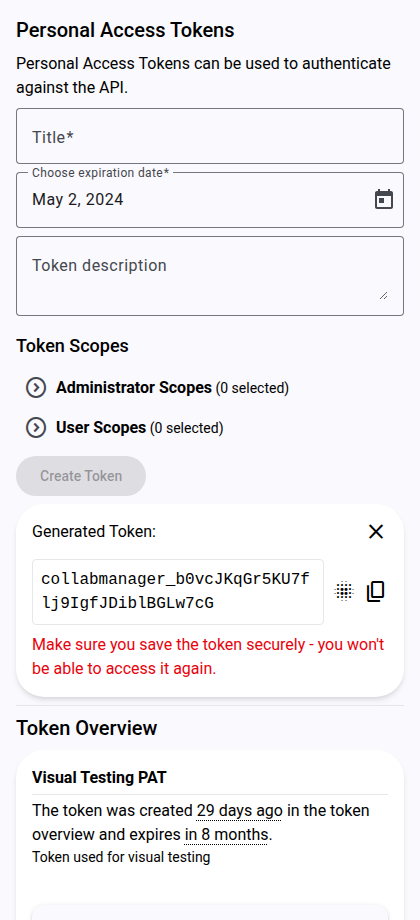 Personal Access Tokens
Personal Access Tokens can be used to authenticate
against the API.
Title*
Choose expiration date*
May 2, 2024
Token description
Token Scopes
Administrator Scopes (0 selected)
User Scopes (0 selected)
Create Token
Generated Token:
collabmanager_b0vcJKqGr5KU7f
lj9IgfJDiblBGLw7cG
Make sure you save the token securely - you won't
be able to access it again.
Token Overview
Visual Testing PAT
The token was created 29 days ago in the token
overview and expires in 8 months.
Token used for visual testing